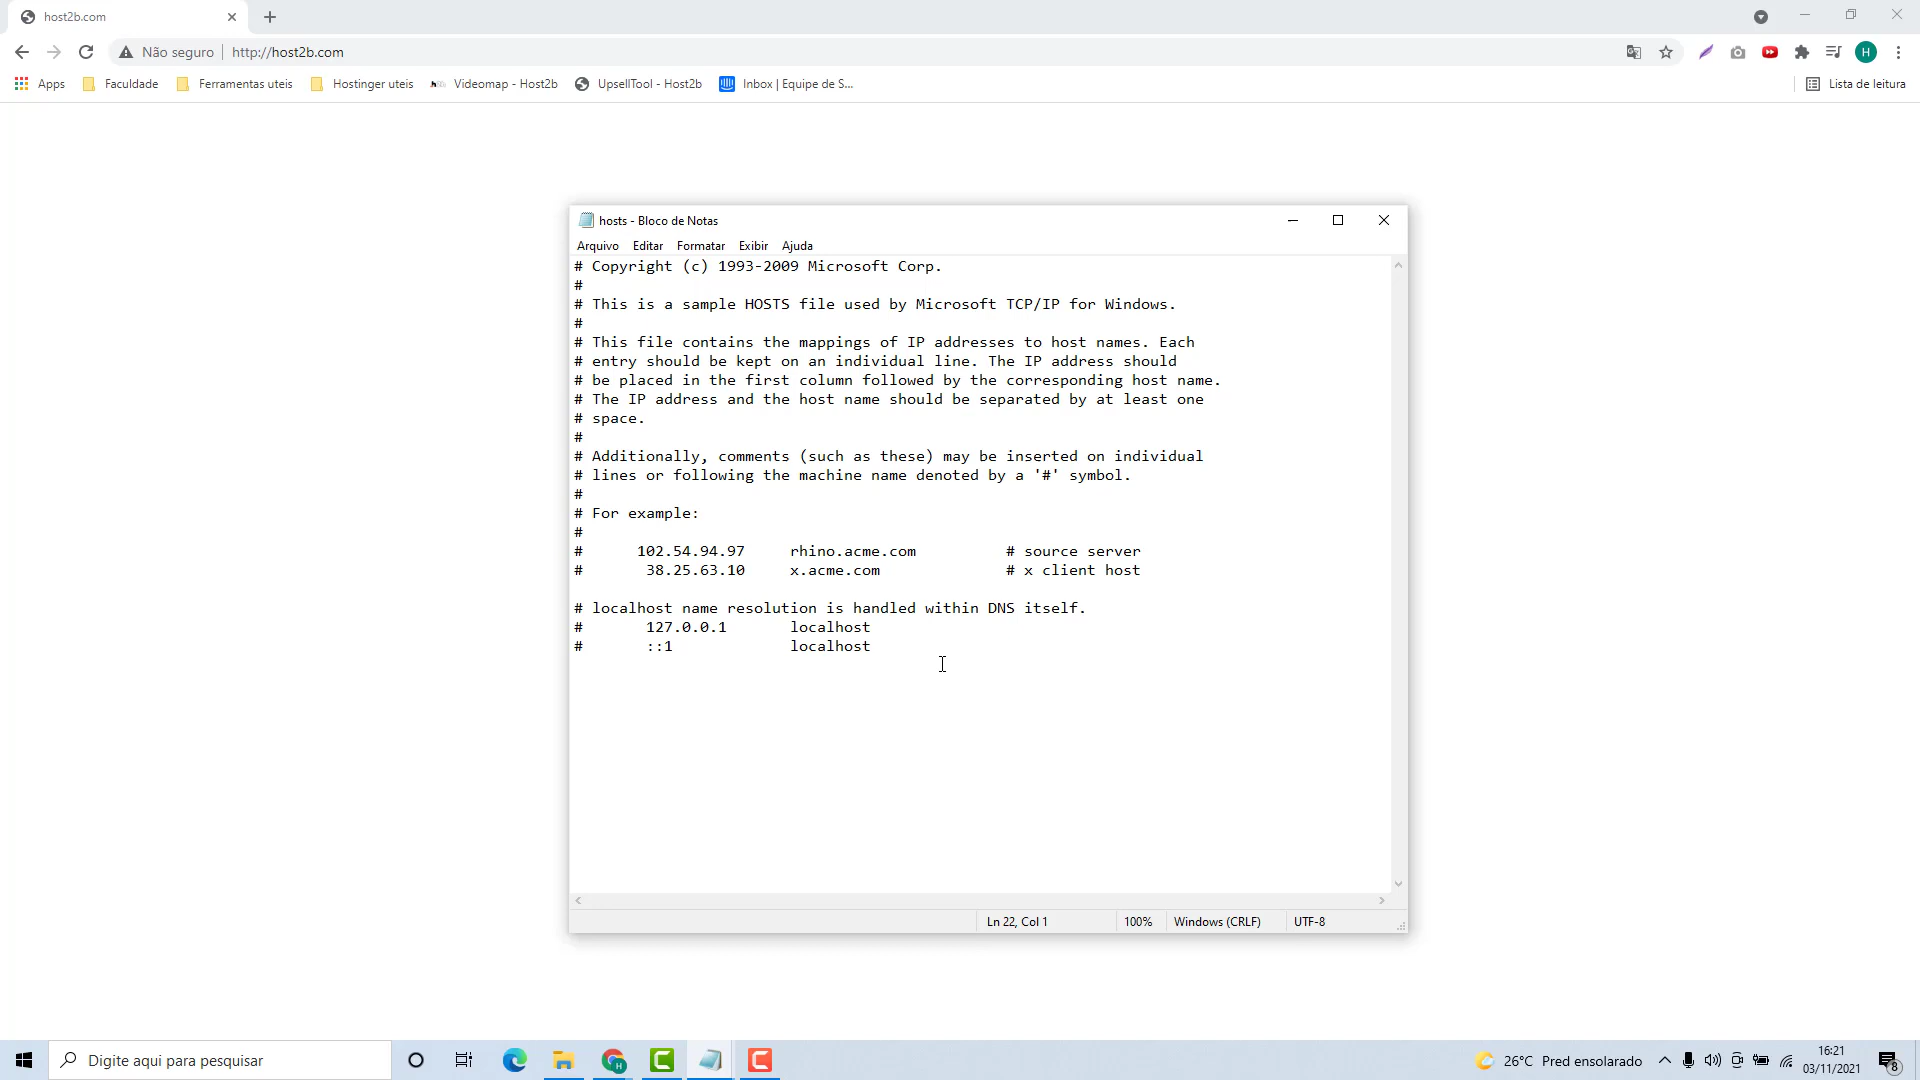 host2b.com
Não seguro http://host2b.com
H
Apps Faculdade Ferramentas uteis Hostinger uteis Videomap - Host2b UpsellTool - Host2b Inbox | Equipe de S... Lista de leitura
hosts - Bloco de Notas
Arquivo Editar Formatar Exibir Ajuda
# Copyright (c) 1993-2009 Microsoft Corp.
#
# This is a sample HOSTS file used by Microsoft TCP/IP for Windows.
#
# This file contains the mappings of IP addresses to host names. Each
# entry should be kept on an individual line. The IP address should
# be placed in the first column followed by the corresponding host name.
# The IP address and the host name should be separated by at least one
# space.
#
# Additionally, comments (such as these) may be inserted on individual
# lines or following the machine name denoted by a '#' symbol.
#
# For example:
#
# 102.54.94.97 rhino.acme.com # source server
# 38.25.63.10 x.acme.com # x client host
# localhost name resolution is handled within DNS itself.
# 127.0.0.1 localhost
# ::1 localhost
Ln 22, Col 1 100% Windows (CRLF) UTF-8
Digite aqui para pesquisar
26°C Pred ensolarado
16:21
03/11/2021
8